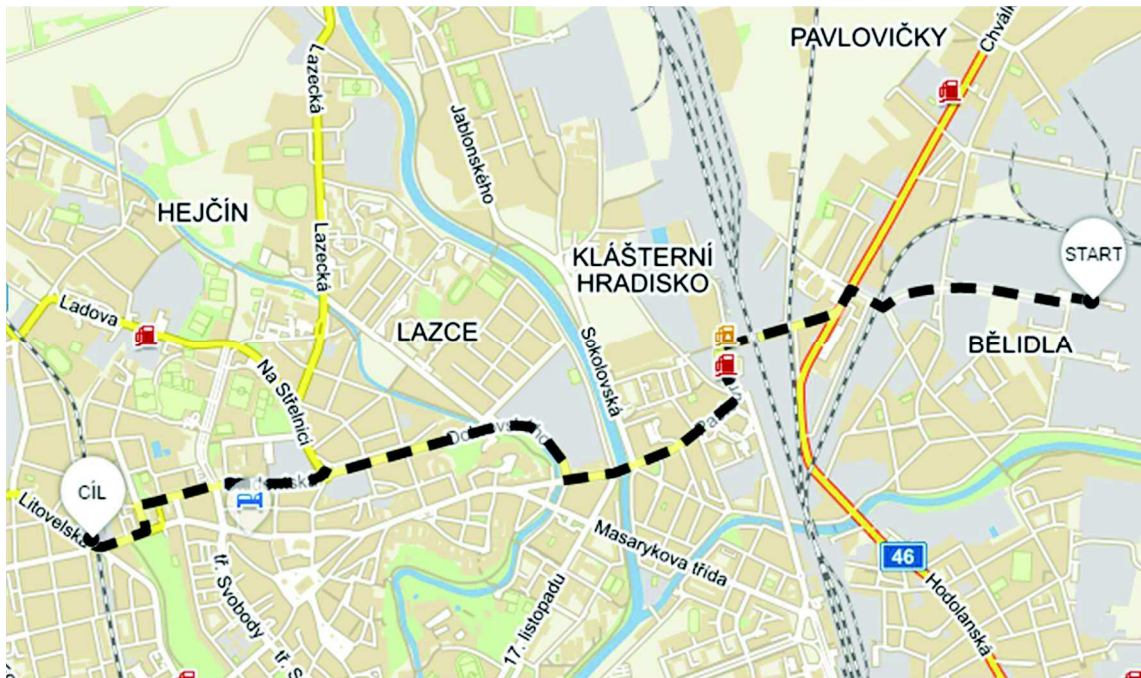 PAVLOVIČKY
Lazecká
Jablonského
HEJČÍN
Lazecká
KLÁŠTERNÍ
HRADISKO
START
Ladova
LAZCE
Sokolovská
BĚLIDLA
Na Střelnici
CÍL
Litovelská
Masarykova třída
46
Hodolanská
tř. Svobody
17. listopadu